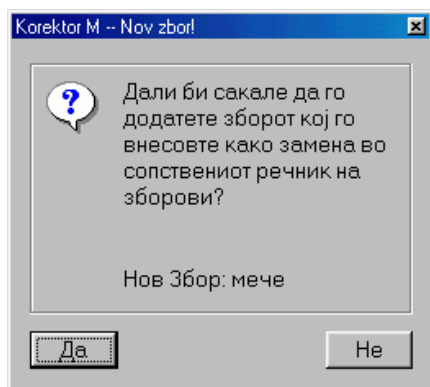 Korektor M -- Nov zbor!
Дали би сакале да го
додатете зборот кој го
внесовте како замена во
сопствениот речник на
зборови?
Нов Збор: мече
Да
Не